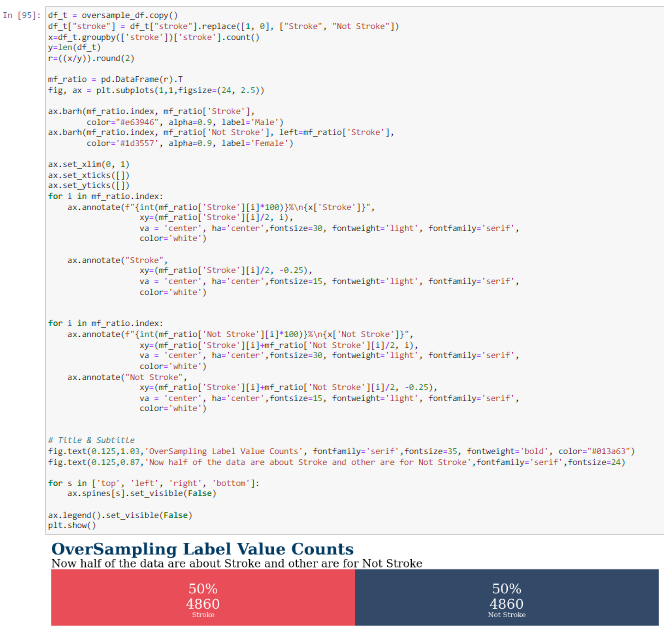 In [95]: df_t = oversample_df.copy()
df_t["stroke"] = df_t["stroke"].replace([1, 0], ["Stroke", "Not Stroke"])
x=df_t.groupby(['stroke'])['stroke'].count()
y=len(df_t)
r=((x/y)).round(2)
mf_ratio = pd.DataFrame(r).T
fig, ax = plt.subplots(1,1,figsize=(24, 2.5))
ax.barh(mf_ratio.index, mf_ratio['Stroke'],
color="#e63946", alpha=0.9, label='Male')
ax.barh(mf_ratio.index, mf_ratio['Not Stroke'], left=mf_ratio['Stroke'],
color='#1d3557', alpha=0.9, label='Female')
ax.set_xlim(0, 1)
ax.set_xticks([])
ax.set_yticks([])
for i in mf_ratio.index:
ax.annotate(f"{int(mf_ratio['Stroke'][i]*100)}%\n{x['Stroke']}",
xy=(mf_ratio['Stroke'][i]/2, i),
va = 'center', ha='center',fontsize=30, fontweight='light', fontfamily='serif',
color='white')
ax.annotate("Stroke",
xy=(mf_ratio['Stroke'][i]/2, -0.25),
va = 'center', ha='center',fontsize=15, fontweight='light', fontfamily='serif',
color='white')
for i in mf_ratio.index:
ax.annotate(f"{int(mf_ratio['Not Stroke'][i]*100)}%\n{x['Not Stroke']}",
xy=(mf_ratio['Stroke'][i]+mf_ratio['Not Stroke'][i]/2, i),
va = 'center', ha='center',fontsize=30, fontweight='light', fontfamily='serif',
color='white')
ax.annotate("Not Stroke",
xy=(mf_ratio['Stroke'][i]+mf_ratio['Not Stroke'][i]/2, -0.25),
va = 'center', ha='center',fontsize=15, fontweight='light', fontfamily='serif',
color='white')
# Title & Subtitle
fig.text(0.125,1.03,'OverSampling Label Value Counts', fontfamily='serif',fontsize=35, fontweight='bold', color="#013a63")
fig.text(0.125,0.87,'Now half of the data are about Stroke and other are for Not Stroke',fontfamily='serif',fontsize=24)
for s in ['top', 'left', 'right', 'bottom']:
ax.spines[s].set_visible(False)
ax.legend().set_visible(False)
plt.show()
OverSampling Label Value Counts
Now half of the data are about Stroke and other are for Not Stroke
50%
4860
Stroke
50%
4860
Not Stroke